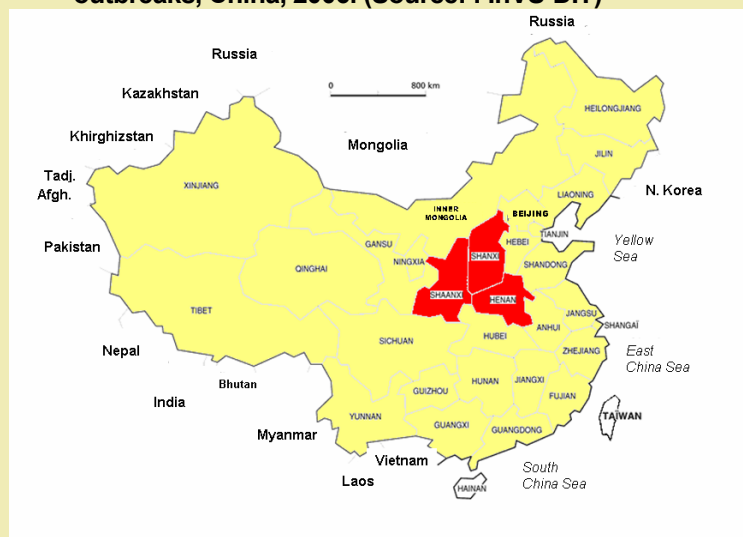 Russia
Russia
0 800 km
Kazakhstan
HEILONGJIANG
Mongolia
Khirghizstan
JILIN
Tadj.
Afgh.
XINJIANG
LIAONING
N. Korea
INNER
MONGOLIA
BEIJING
TIANJIN
HEBEI
Yellow
Sea
Pakistan
GANSU
NINGXIA
SHANXI
SHANDONG
QINGHAI
SHAANXI
HENAN
TIBET
JANGSU
SHANGAÏ
ANHUI
SICHUAN
HUBEI
ZHEJIANG
East
China Sea
Nepal
Bhutan
GUIZHOU
HUNAN
JIANGXI
FUJIAN
India
YUNNAN
GUANGXI
GUANGDONG
TAÏWAN
Myanmar
Vietnam
Laos
HAINAN
South
China Sea